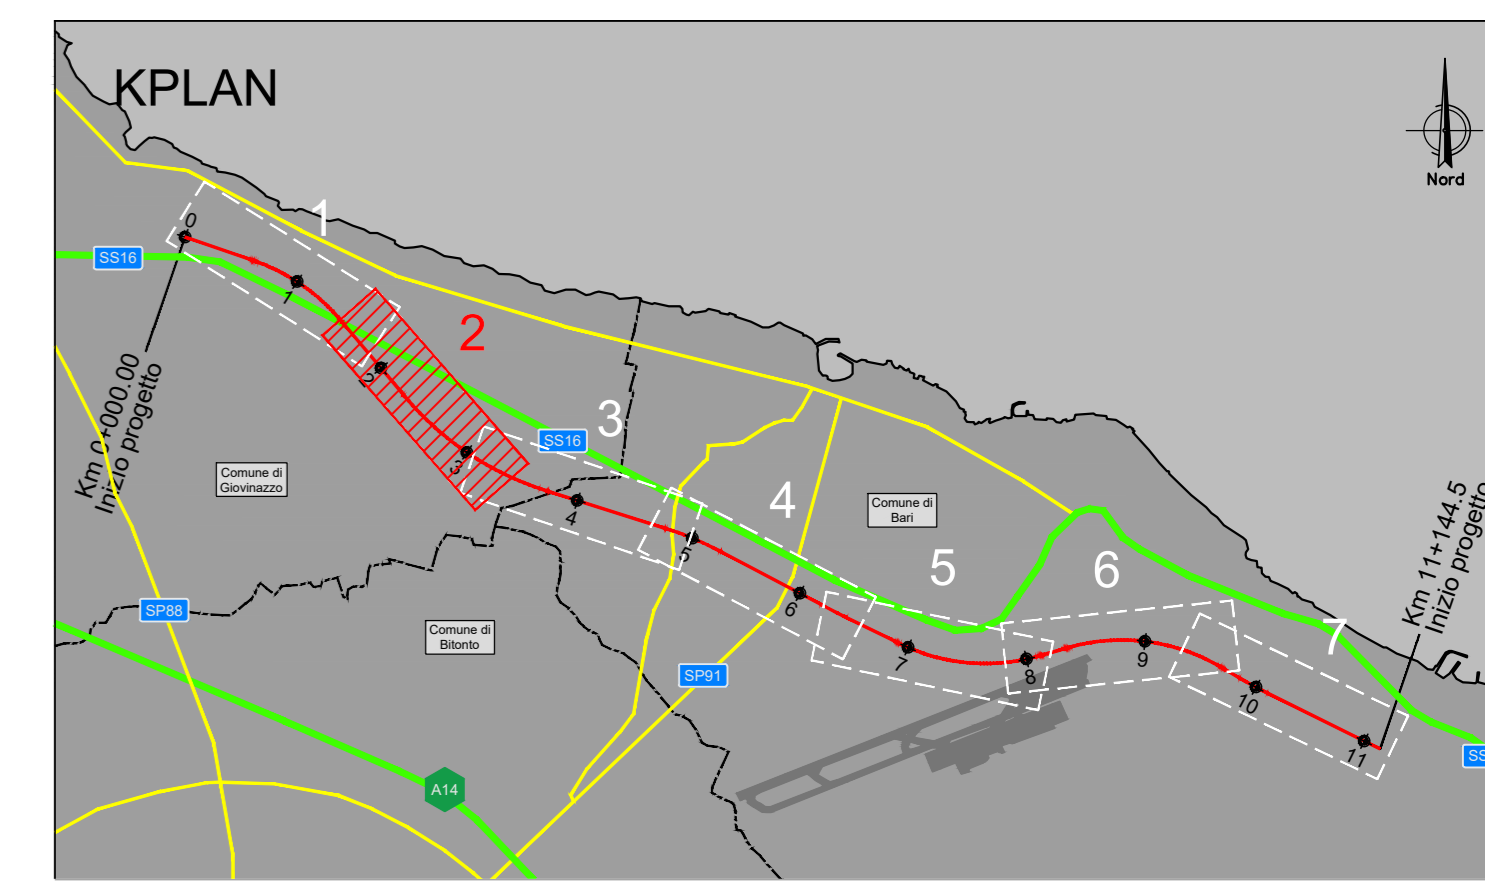 KPLAN
Nord
0
1
SS16
1
2
2
Km 0+000.00
Inizio progetto
3
SS16
3
Comune di
Giovinazzo
4
4
Comune di
Bari
5
5
6
Km 11+144.5
Inizio progetto
6
SP88
Comune di
Bitonto
7
7
SP91
8
9
10
11
A14
SS